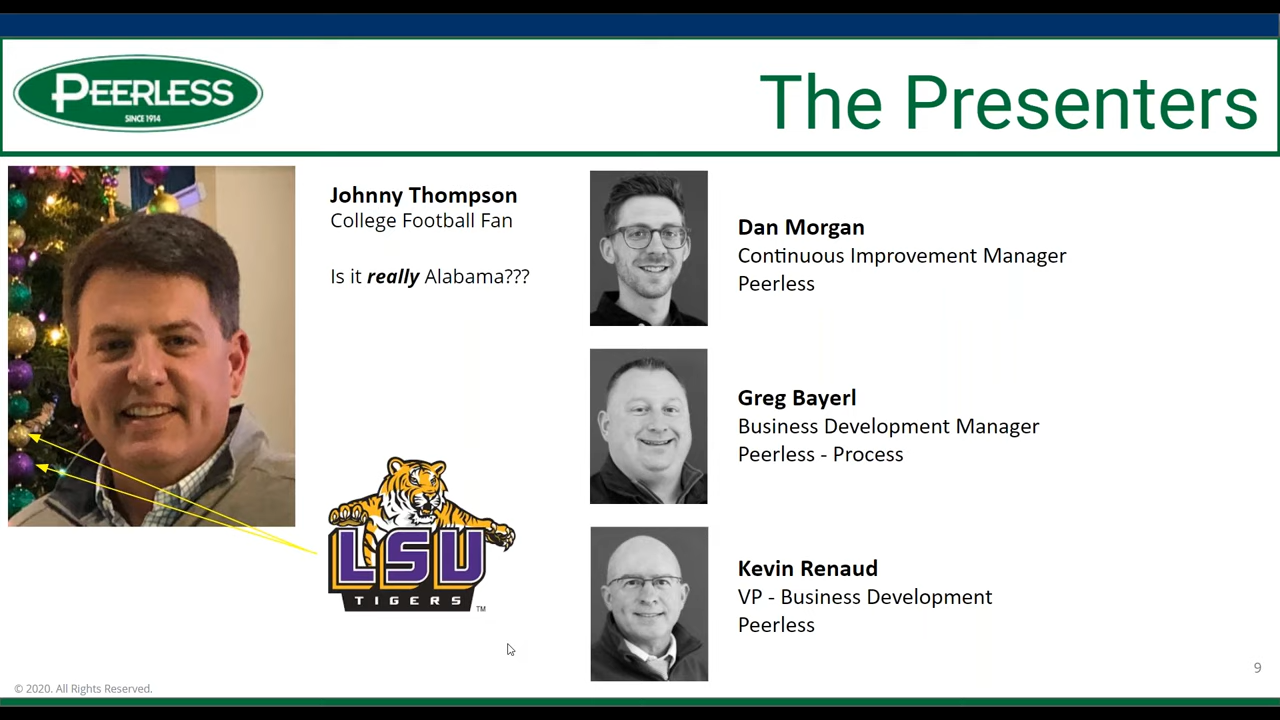 PEERLESS
SINCE 1914
The Presenters
Johnny Thompson
College Football Fan
Is it really Alabama???
LSU
TIGERS
TM
Dan Morgan
Continuous Improvement Manager
Peerless
Greg Bayerl
Business Development Manager
Peerless - Process
Kevin Renaud
VP - Business Development
Peerless
9
© 2020. All Rights Reserved.